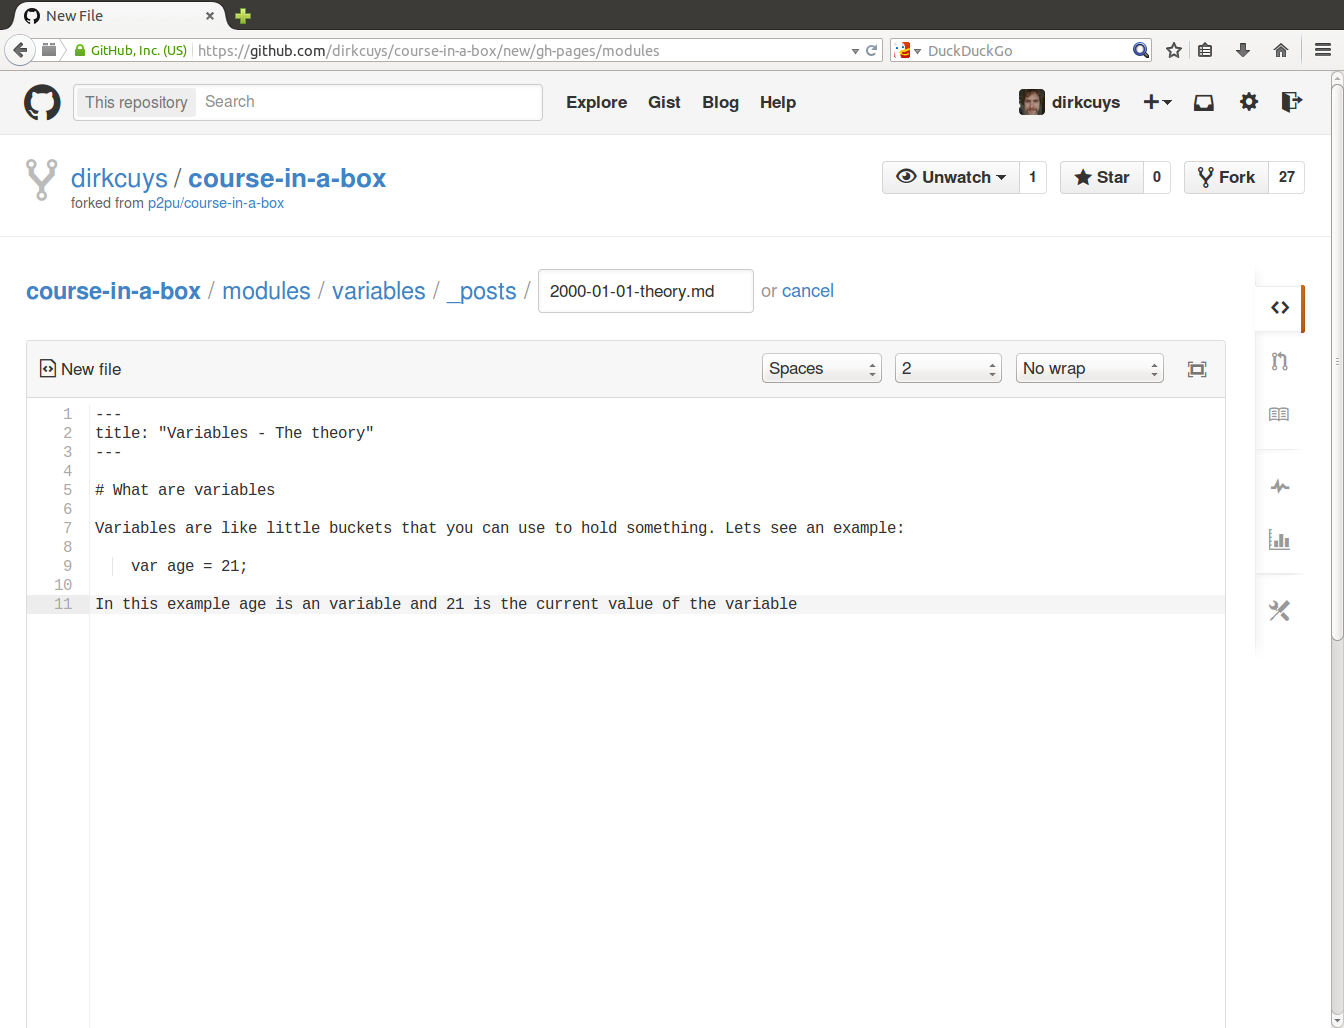 New File
GitHub, Inc. (US) https://github.com/dirkcuys/course-in-a-box/new/gh-pages/modules DuckDuckGo
This repository Search Explore Gist Blog Help dirkcuys
dirkcuys / course-in-a-box Unwatch 1 Star 0 Fork 27
forked from p2pu/course-in-a-box
course-in-a-box / modules / variables / _posts / 2000-01-01-theory.md or cancel
New file Spaces 2 No wrap
1 ---
2 title: "Variables - The theory"
3 ---
4
5 # What are variables
6
7 Variables are like little buckets that you can use to hold something. Lets see an example:
8
9     var age = 21;
10
11 In this example age is an variable and 21 is the current value of the variable